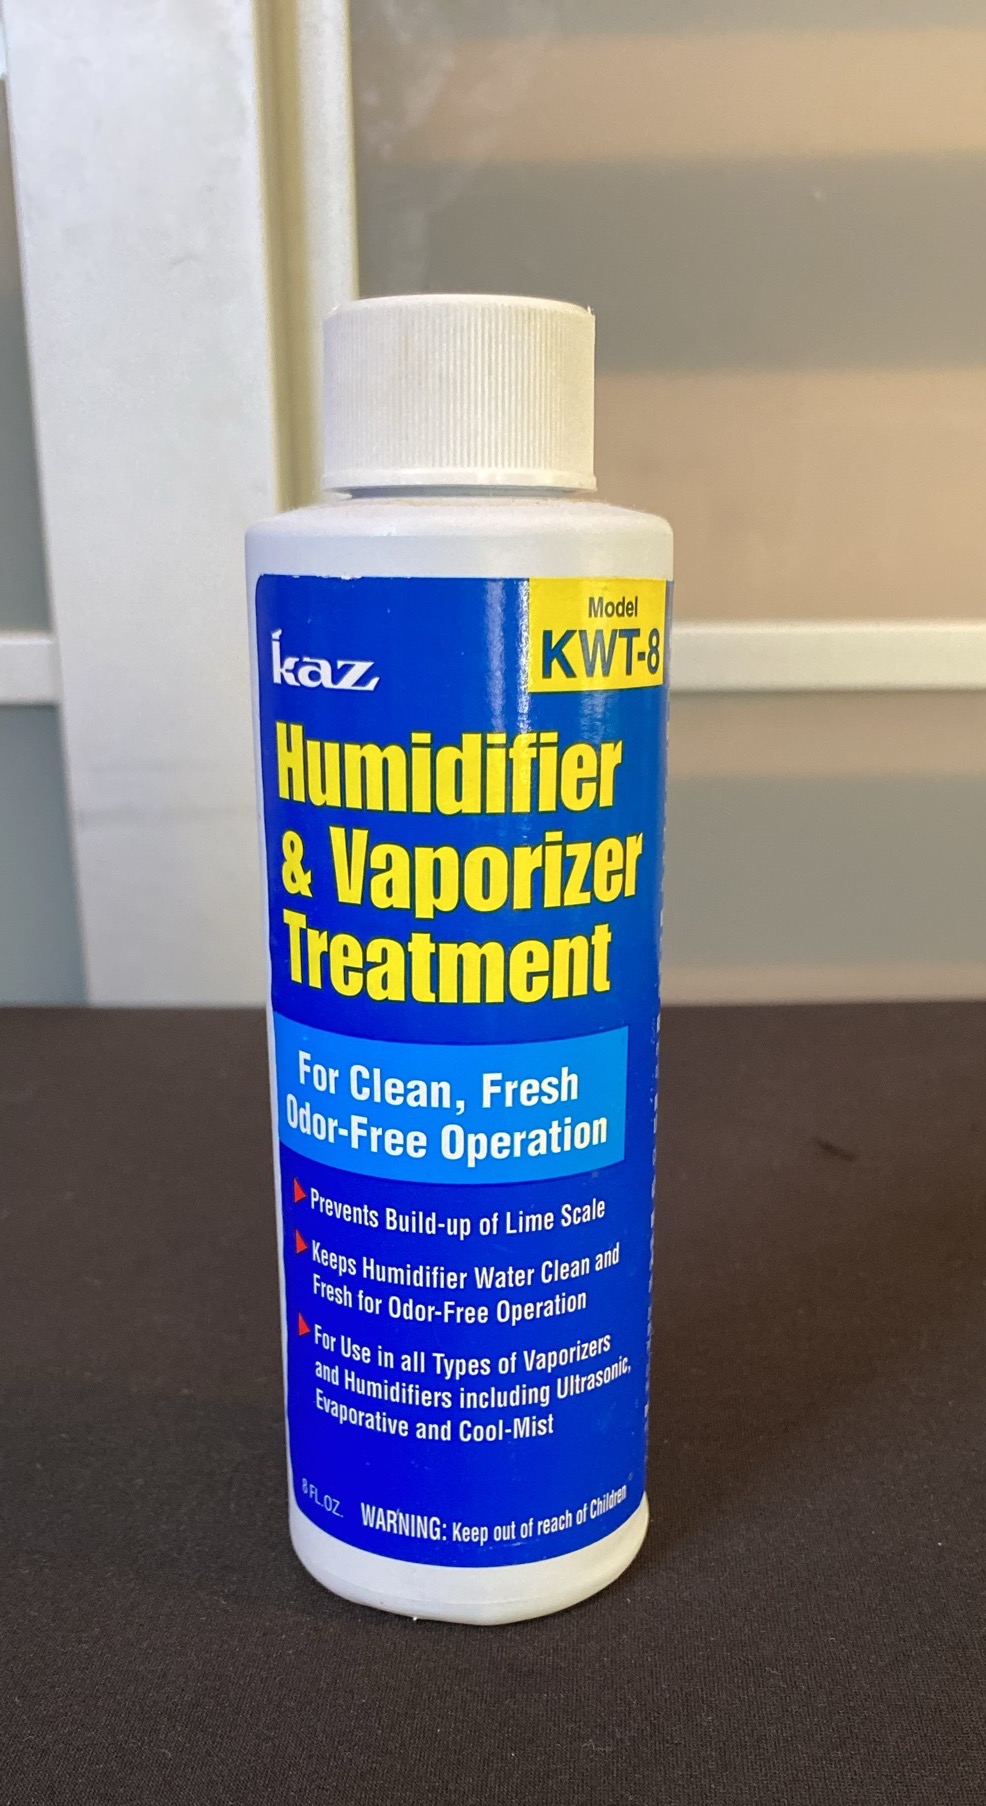 kaz
Model
KWT-8
Humidifier
& Vaporizer
Treatment
For Clean, Fresh
Odor-Free Operation
Prevents Build-up of Lime Scale
Keeps Humidifier Water Clean and
Fresh for Odor-Free Operation
For Use in all Types of Vaporizers
and Humidifiers including Ultrasonic,
Evaporative and Cool-Mist
8 FL.OZ. WARNING: Keep out of reach of Children